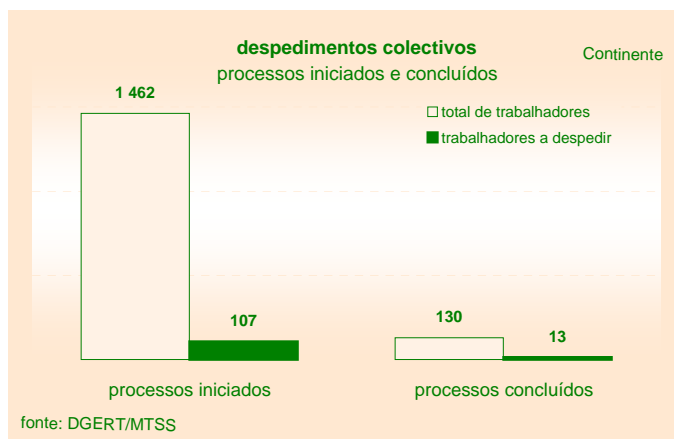 despedimentos colectivos
processos iniciados e concluídos
Continente
total de trabalhadores
trabalhadores a despedir
1 462
107
130
13
processos iniciados
processos concluídos
fonte: DGERT/MTSS